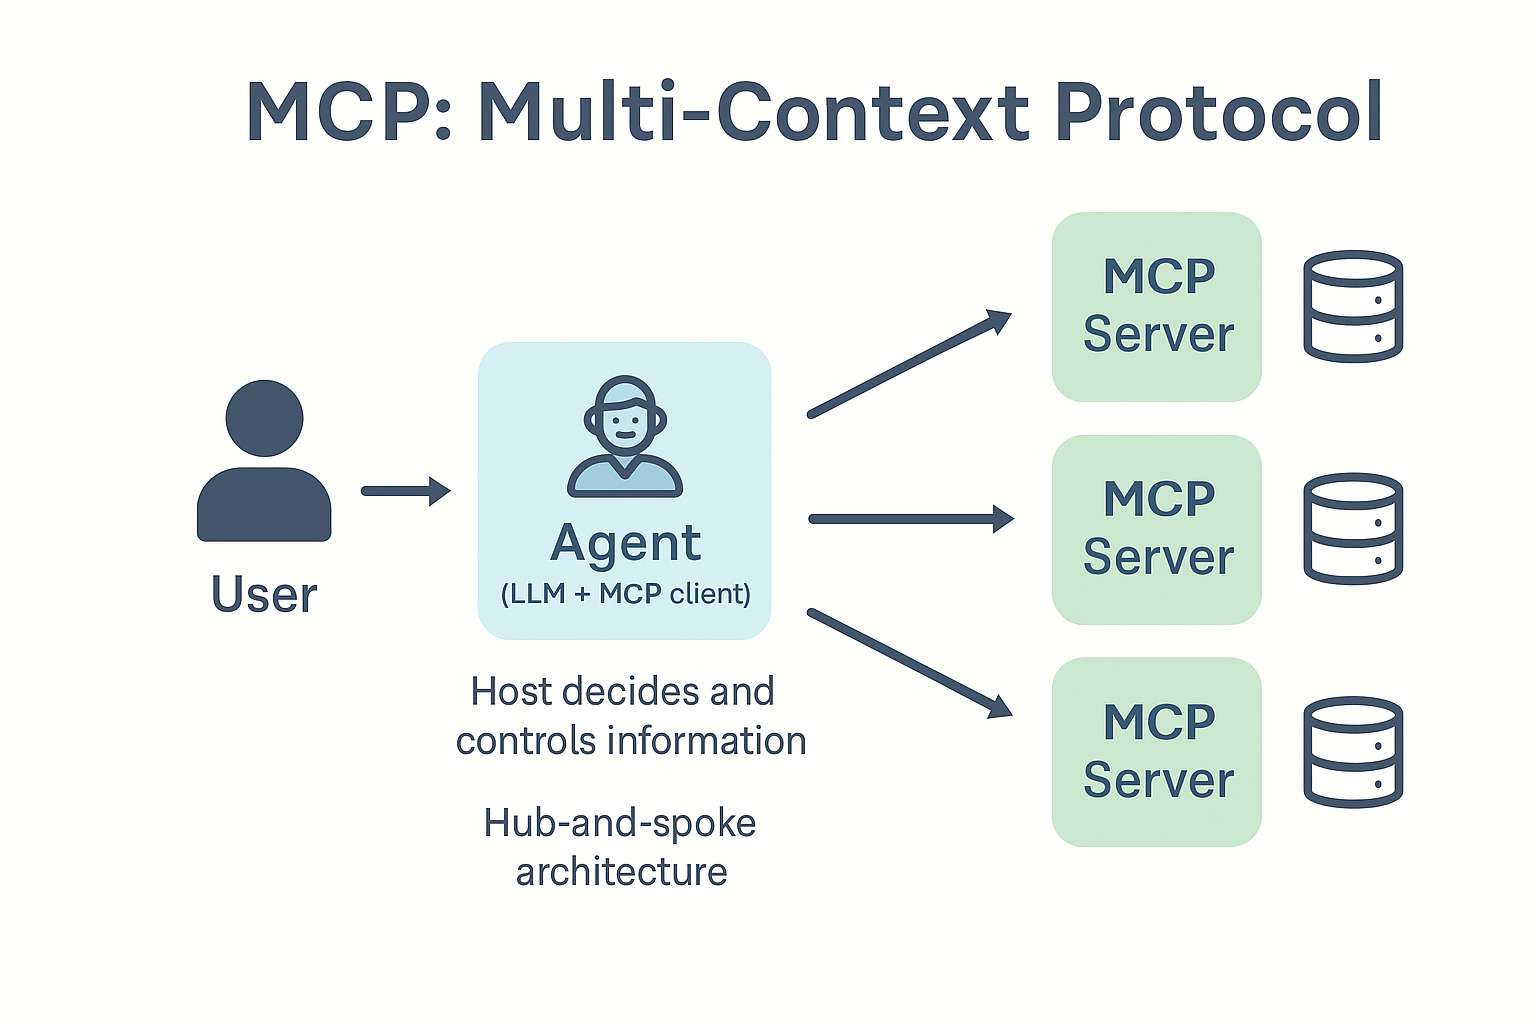 MCP: Multi-Context Protocol
User
Agent
(LLM + MCP client)
Host decides and
controls information
Hub-and-spoke
architecture
MCP
Server
MCP
Server
MCP
Server